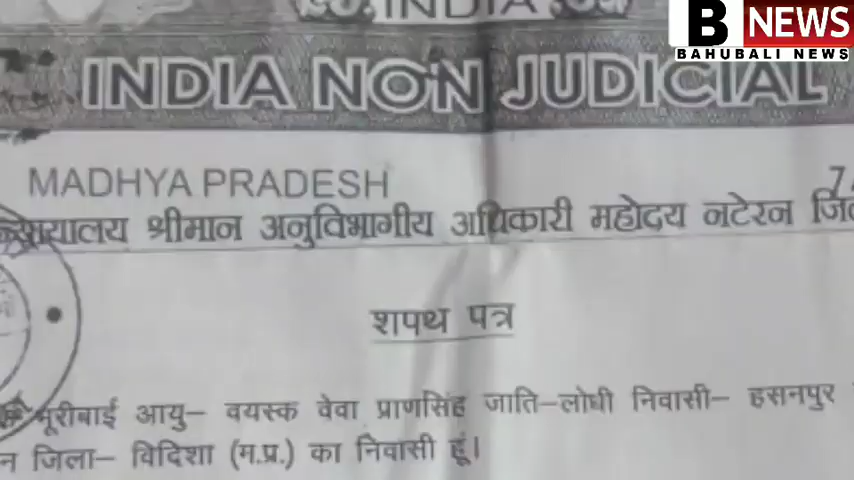 INDIA
B NEWS
BAHUBALI NEWS
INDIA NON JUDICIAL
MADHYA PRADESH
न्यायालय श्रीमान अनुविभागीय अधिकारी महोदय नटेरन
शपथ पत्र
भूरीबाई आयु– वयस्क वेवा प्राणसिंह जाति–लोधी निवासी– हसनपुर
न जिला– विदिशा (म.प्र.) का निवासी हूं।